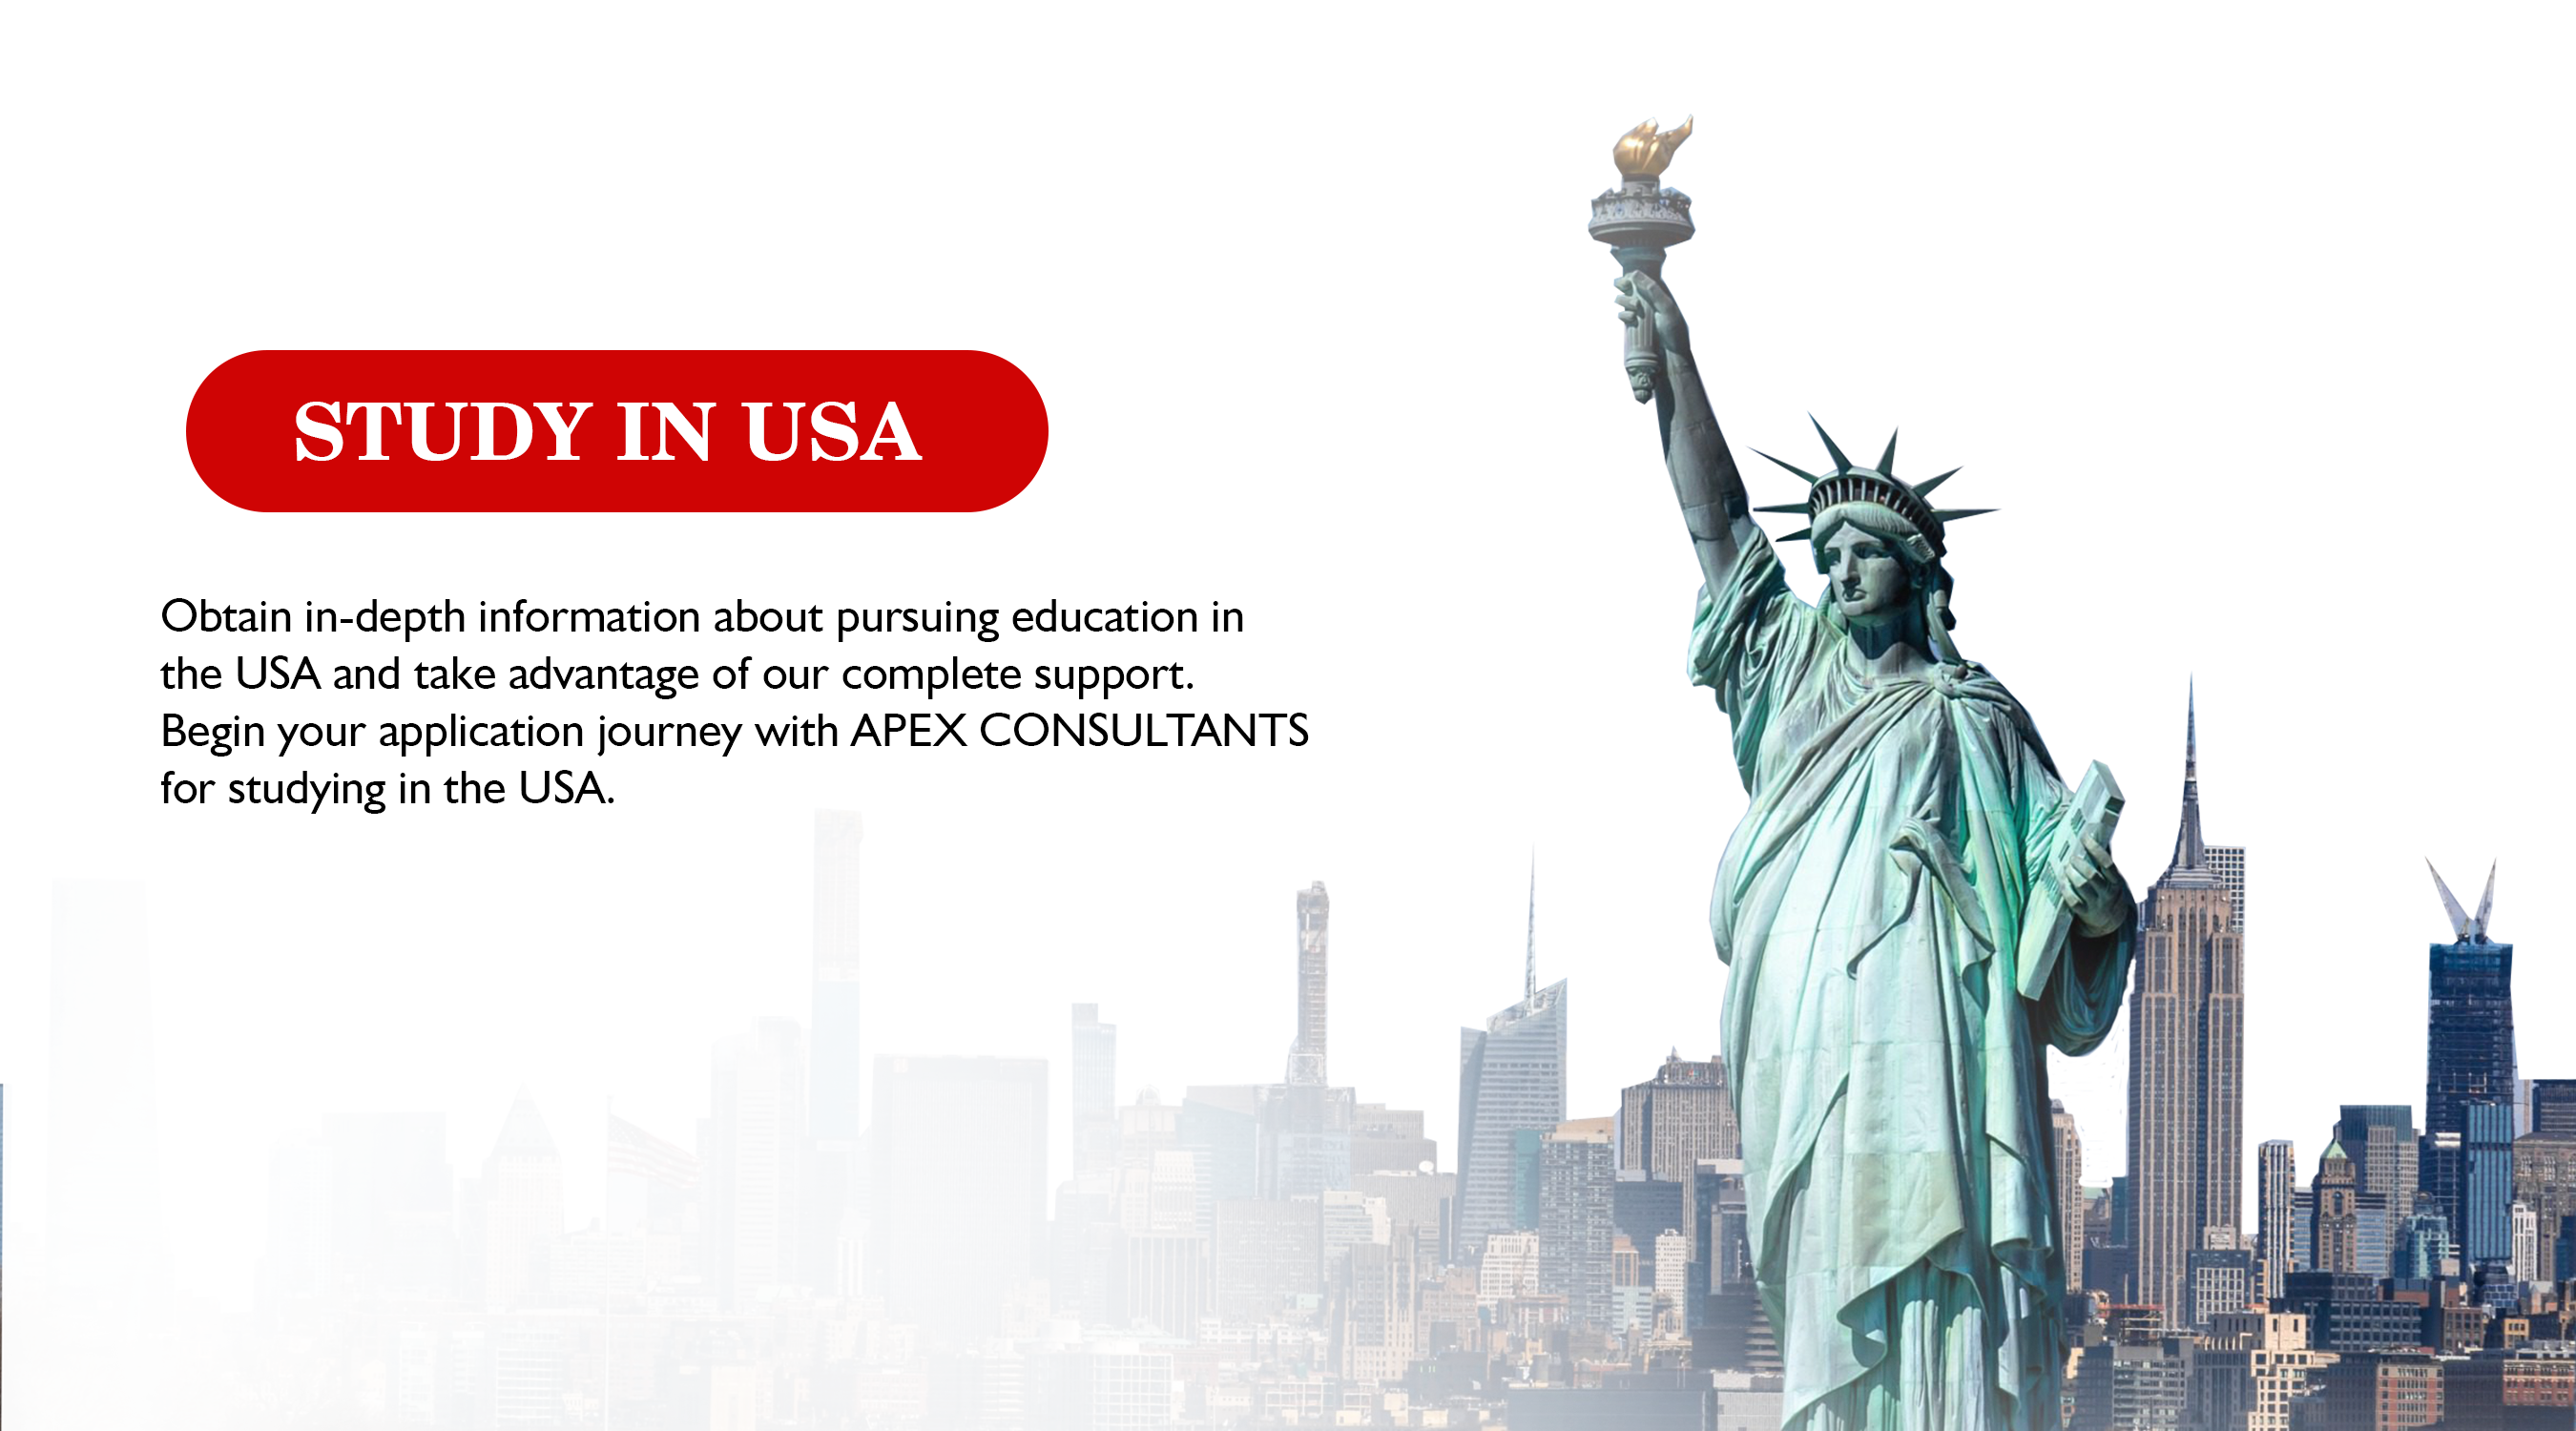 STUDY IN USA
Obtain in-depth information about pursuing education in
the USA and take advantage of our complete support.
Begin your application journey with APEX CONSULTANTS
for studying in the USA.